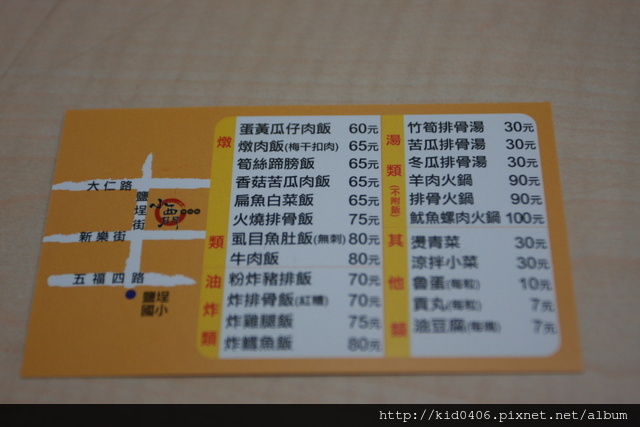 大仁路
鹽埕街
新樂街
五福四路
鹽埕
國小
燉類
蛋黃瓜仔肉飯 60元
燉肉飯(梅干扣肉) 65元
筍絲蹄膀飯 65元
香菇苦瓜肉飯 65元
扁魚白菜飯 65元
火燒排骨飯 75元
虱目魚肚飯(無刺) 80元
牛肉飯 80元
油炸類
粉炸豬排飯 70元
炸排骨飯(紅糟) 70元
炸雞腿飯 75元
炸鱈魚飯 80元
湯類(不附飯)
竹筍排骨湯 30元
苦瓜排骨湯 30元
冬瓜排骨湯 30元
羊肉火鍋 90元
排骨火鍋 90元
魷魚螺肉火鍋 100元
其他類
燙青菜 30元
涼拌小菜 30元
魯蛋(每粒) 10元
貢丸(每粒) 7元
油豆腐(每塊) 7元
http://kid0406.pixnet.net/album